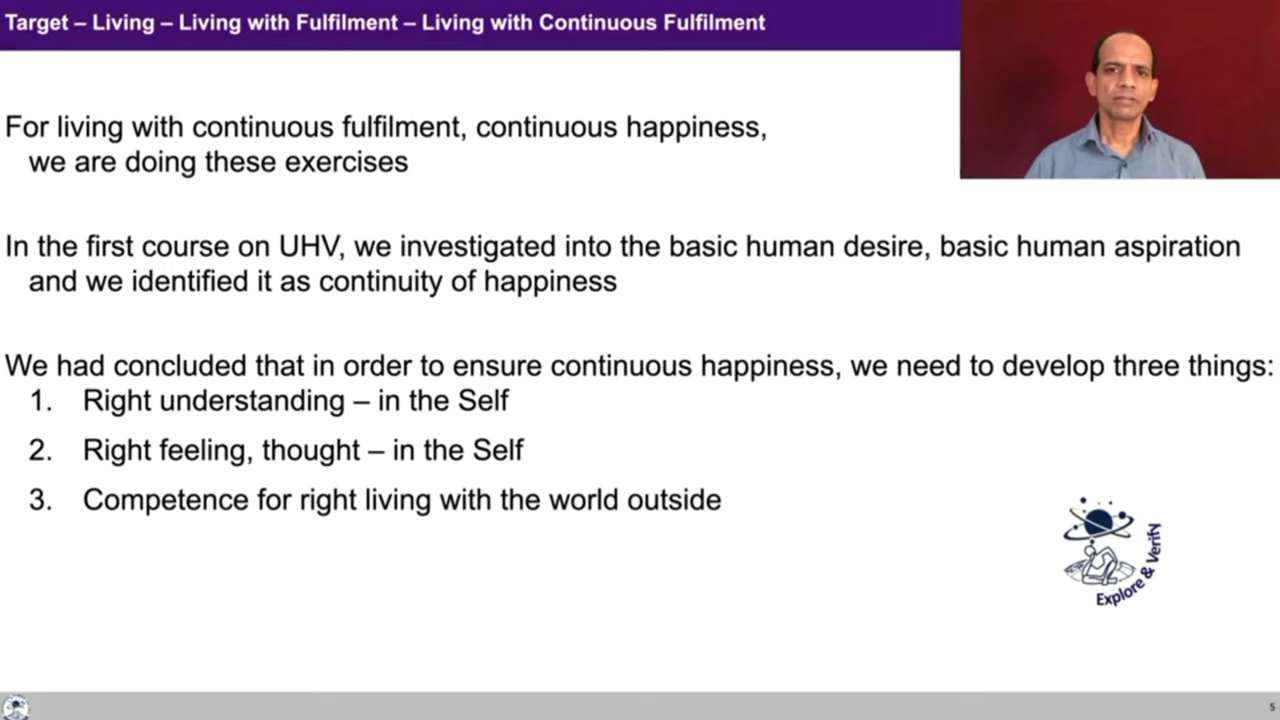 Target – Living – Living with Fulfilment – Living with Continuous Fulfilment
For living with continuous fulfilment, continuous happiness,
we are doing these exercises
In the first course on UHV, we investigated into the basic human desire, basic human aspiration
and we identified it as continuity of happiness
We had concluded that in order to ensure continuous happiness, we need to develop three things:
1. Right understanding – in the Self
2. Right feeling, thought – in the Self
3. Competence for right living with the world outside
Explore & Verify
5